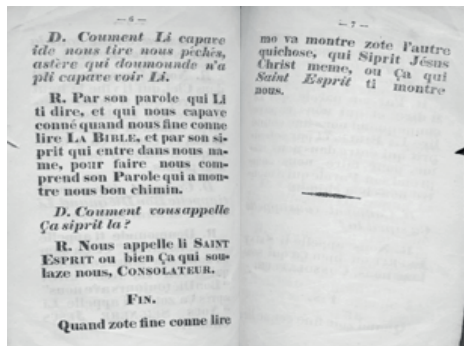 — 6 —
D. Coument Li capave
ide nous tire nous pêchés,
astère qui doumounde n'a
pli capave voir Li.
R. Par son parole qui Li
ti dire, et qui nous capave
conné quand nous fine conne
lire LA BIBLE, et par son si-
prit qui entre dans nous na-
me, pour faire nous com-
prend son Parole qui a mon-
tre nous bon chimin.
D. Coument vous appelle
Ça siprit la?
R. Nous appelle li SAINT
ESPRIT ou bien Ça qui sou-
laze nous, CONSOLATEUR.
FIN.
Quand zote fine conne lire
— 7 —
mo va montre zote l'autre
quichose, qui Siprit Jésus
Christ meme, ou Ça qui
Saint Esprit ti montre
nous.